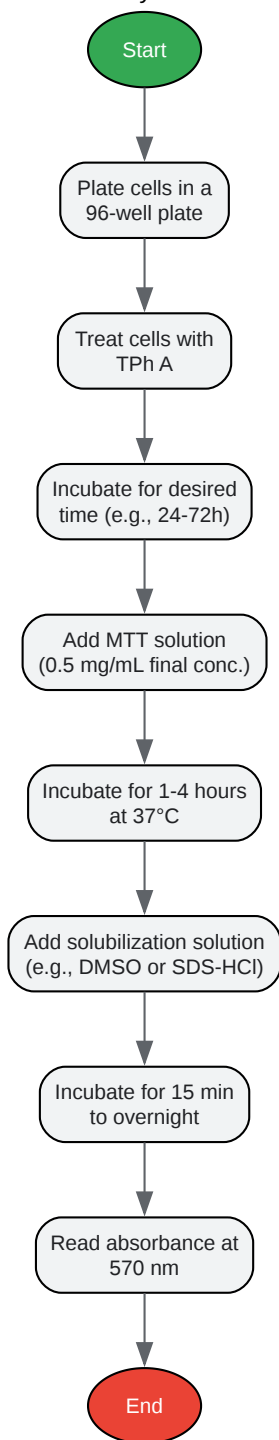 Start
Plate cells in a
96-well plate
Treat cells with
TPh A
Incubate for desired
time (e.g., 24-72h)
Add MTT solution
(0.5 mg/mL final conc.)
Incubate for 1-4 hours
at 37°C
Add solubilization solution
(e.g., DMSO or SDS-HCl)
Incubate for 15 min
to overnight
Read absorbance at
570 nm
End